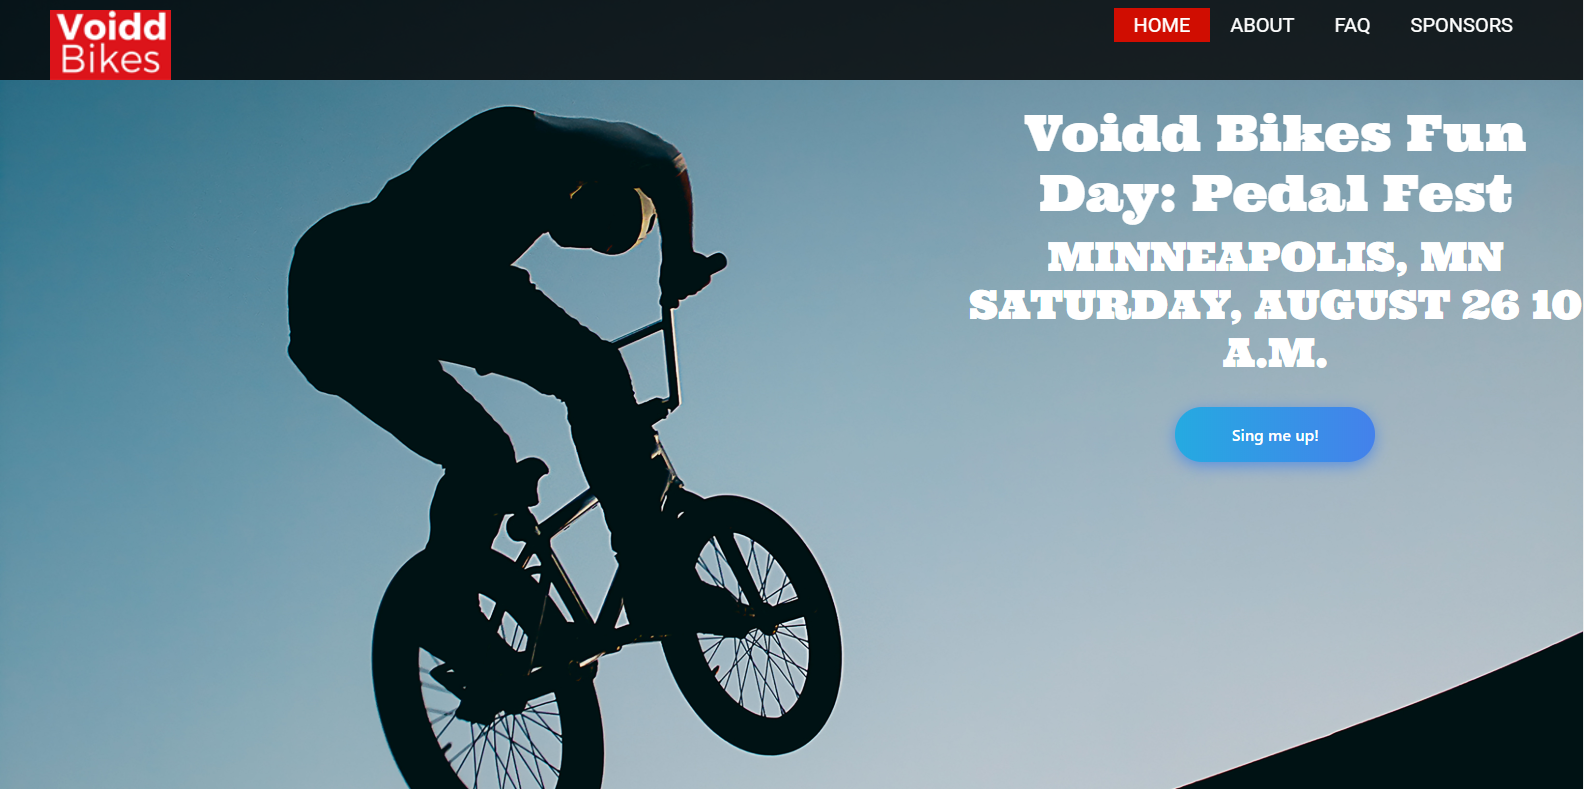 Voidd
Bikes
HOME ABOUT FAQ SPONSORS
Voidd Bikes Fun
Day: Pedal Fest
MINNEAPOLIS, MN
SATURDAY, AUGUST 26 10
A.M.
Sing me up!